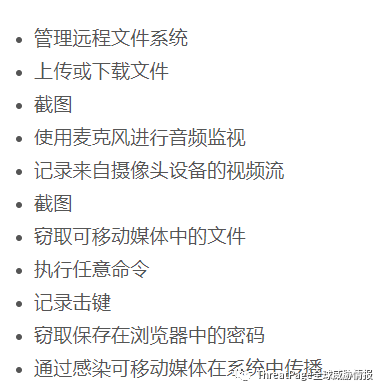 管理远程文件系统
上传或下载文件
截图
使用麦克风进行音频监视
记录来自摄像头设备的视频流
截图
窃取可移动媒体中的文件
执行任意命令
记录击键
窃取保存在浏览器中的密码
通过感染可移动媒体在系统中传播
ThreatPage全球威胁情报